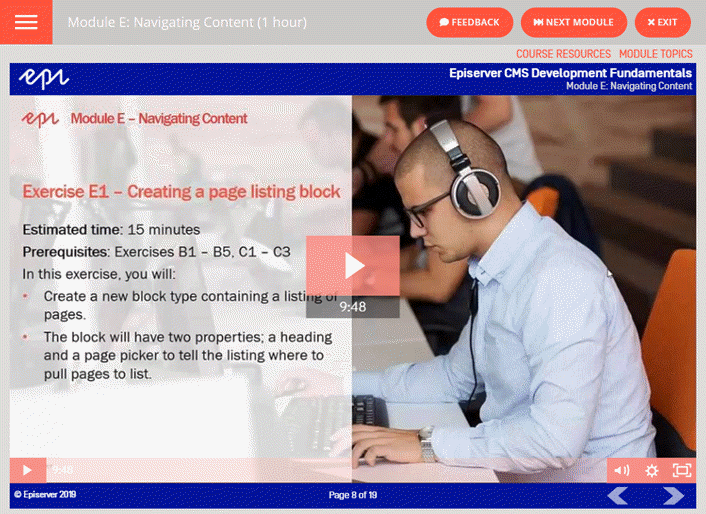 Module E: Navigating Content (1 hour)
FEEDBACK
NEXT MODULE
EXIT
COURSE RESOURCES MODULE TOPICS
epi
Episerver CMS Development Fundamentals
Module E: Navigating Content
epi Module E – Navigating Content
Exercise E1 – Creating a page listing block
Estimated time: 15 minutes
Prerequisites: Exercises B1 – B5, C1 – C3
In this exercise, you will:
• Create a new block type containing a listing of
pages.
• The block will have two properties; a heading
and a page picker to tell the listing where to
pull pages to list.
9:48
9:48
© Episerver 2019
Page 8 of 19